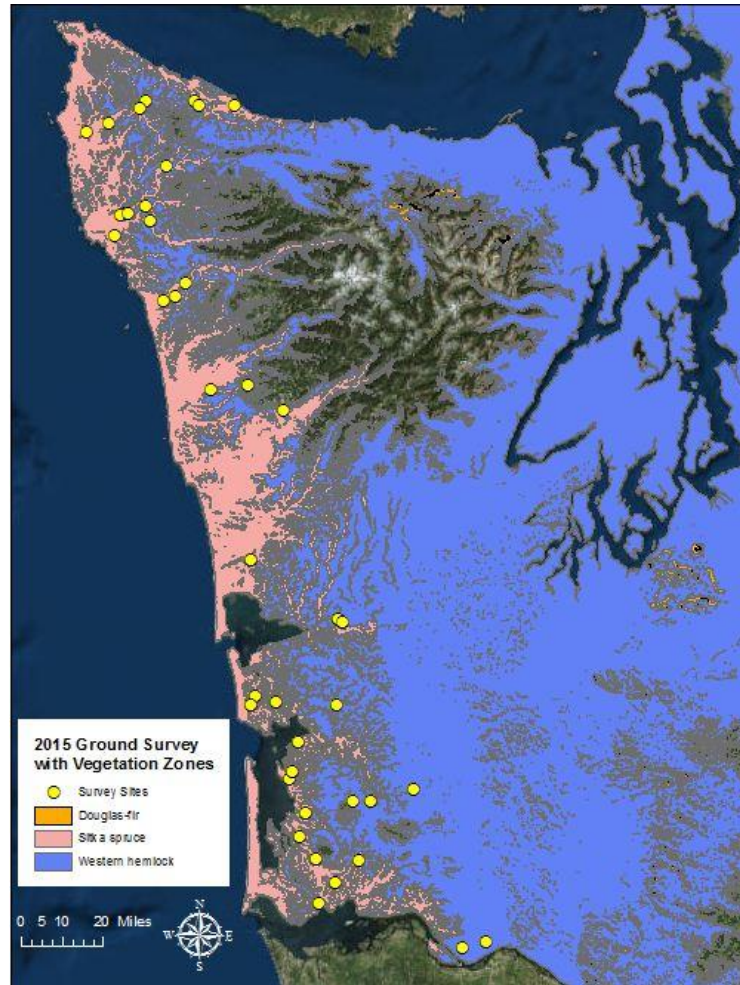 2015 Ground Survey
with Vegetation Zones
Survey Sites
Douglas-fir
Sitka spruce
Western hemlock
0 5 10 20 Miles
N
W E
S